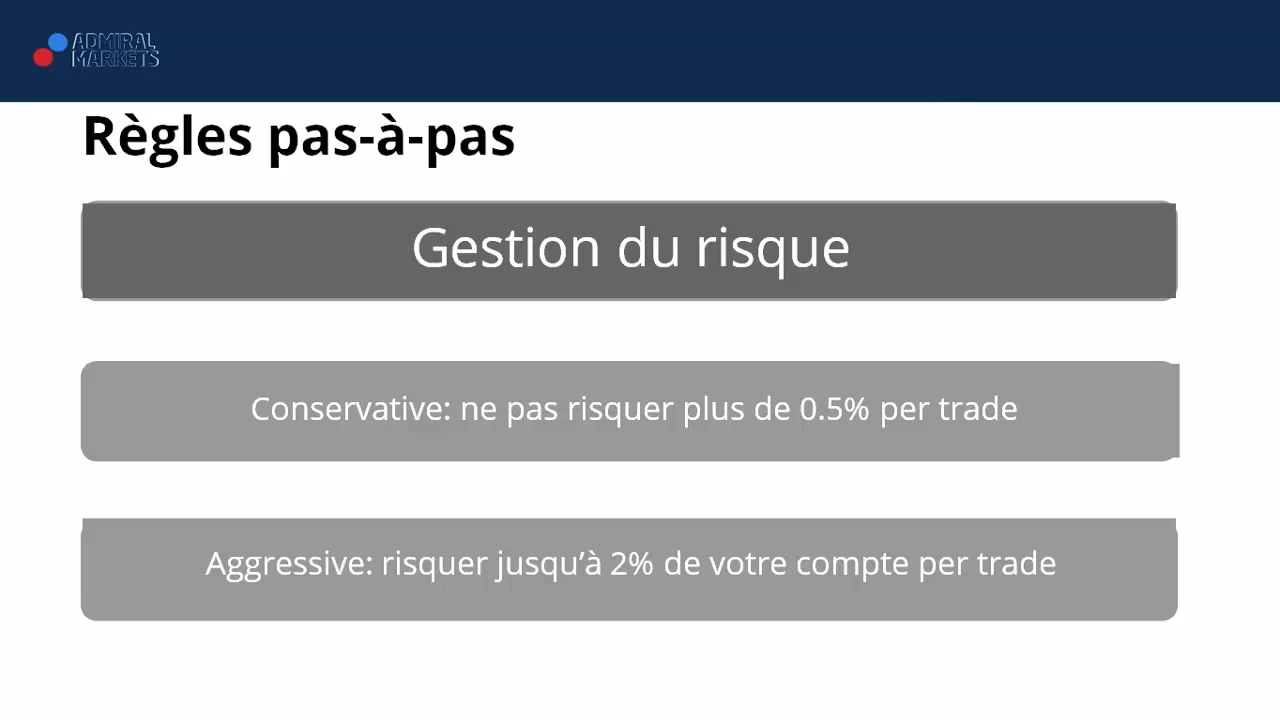 ADMIRAL
MARKETS
Règles pas-à-pas
Gestion du risque
Conservative: ne pas risquer plus de 0.5% per trade
Aggressive: risquer jusqu’à 2% de votre compte per trade